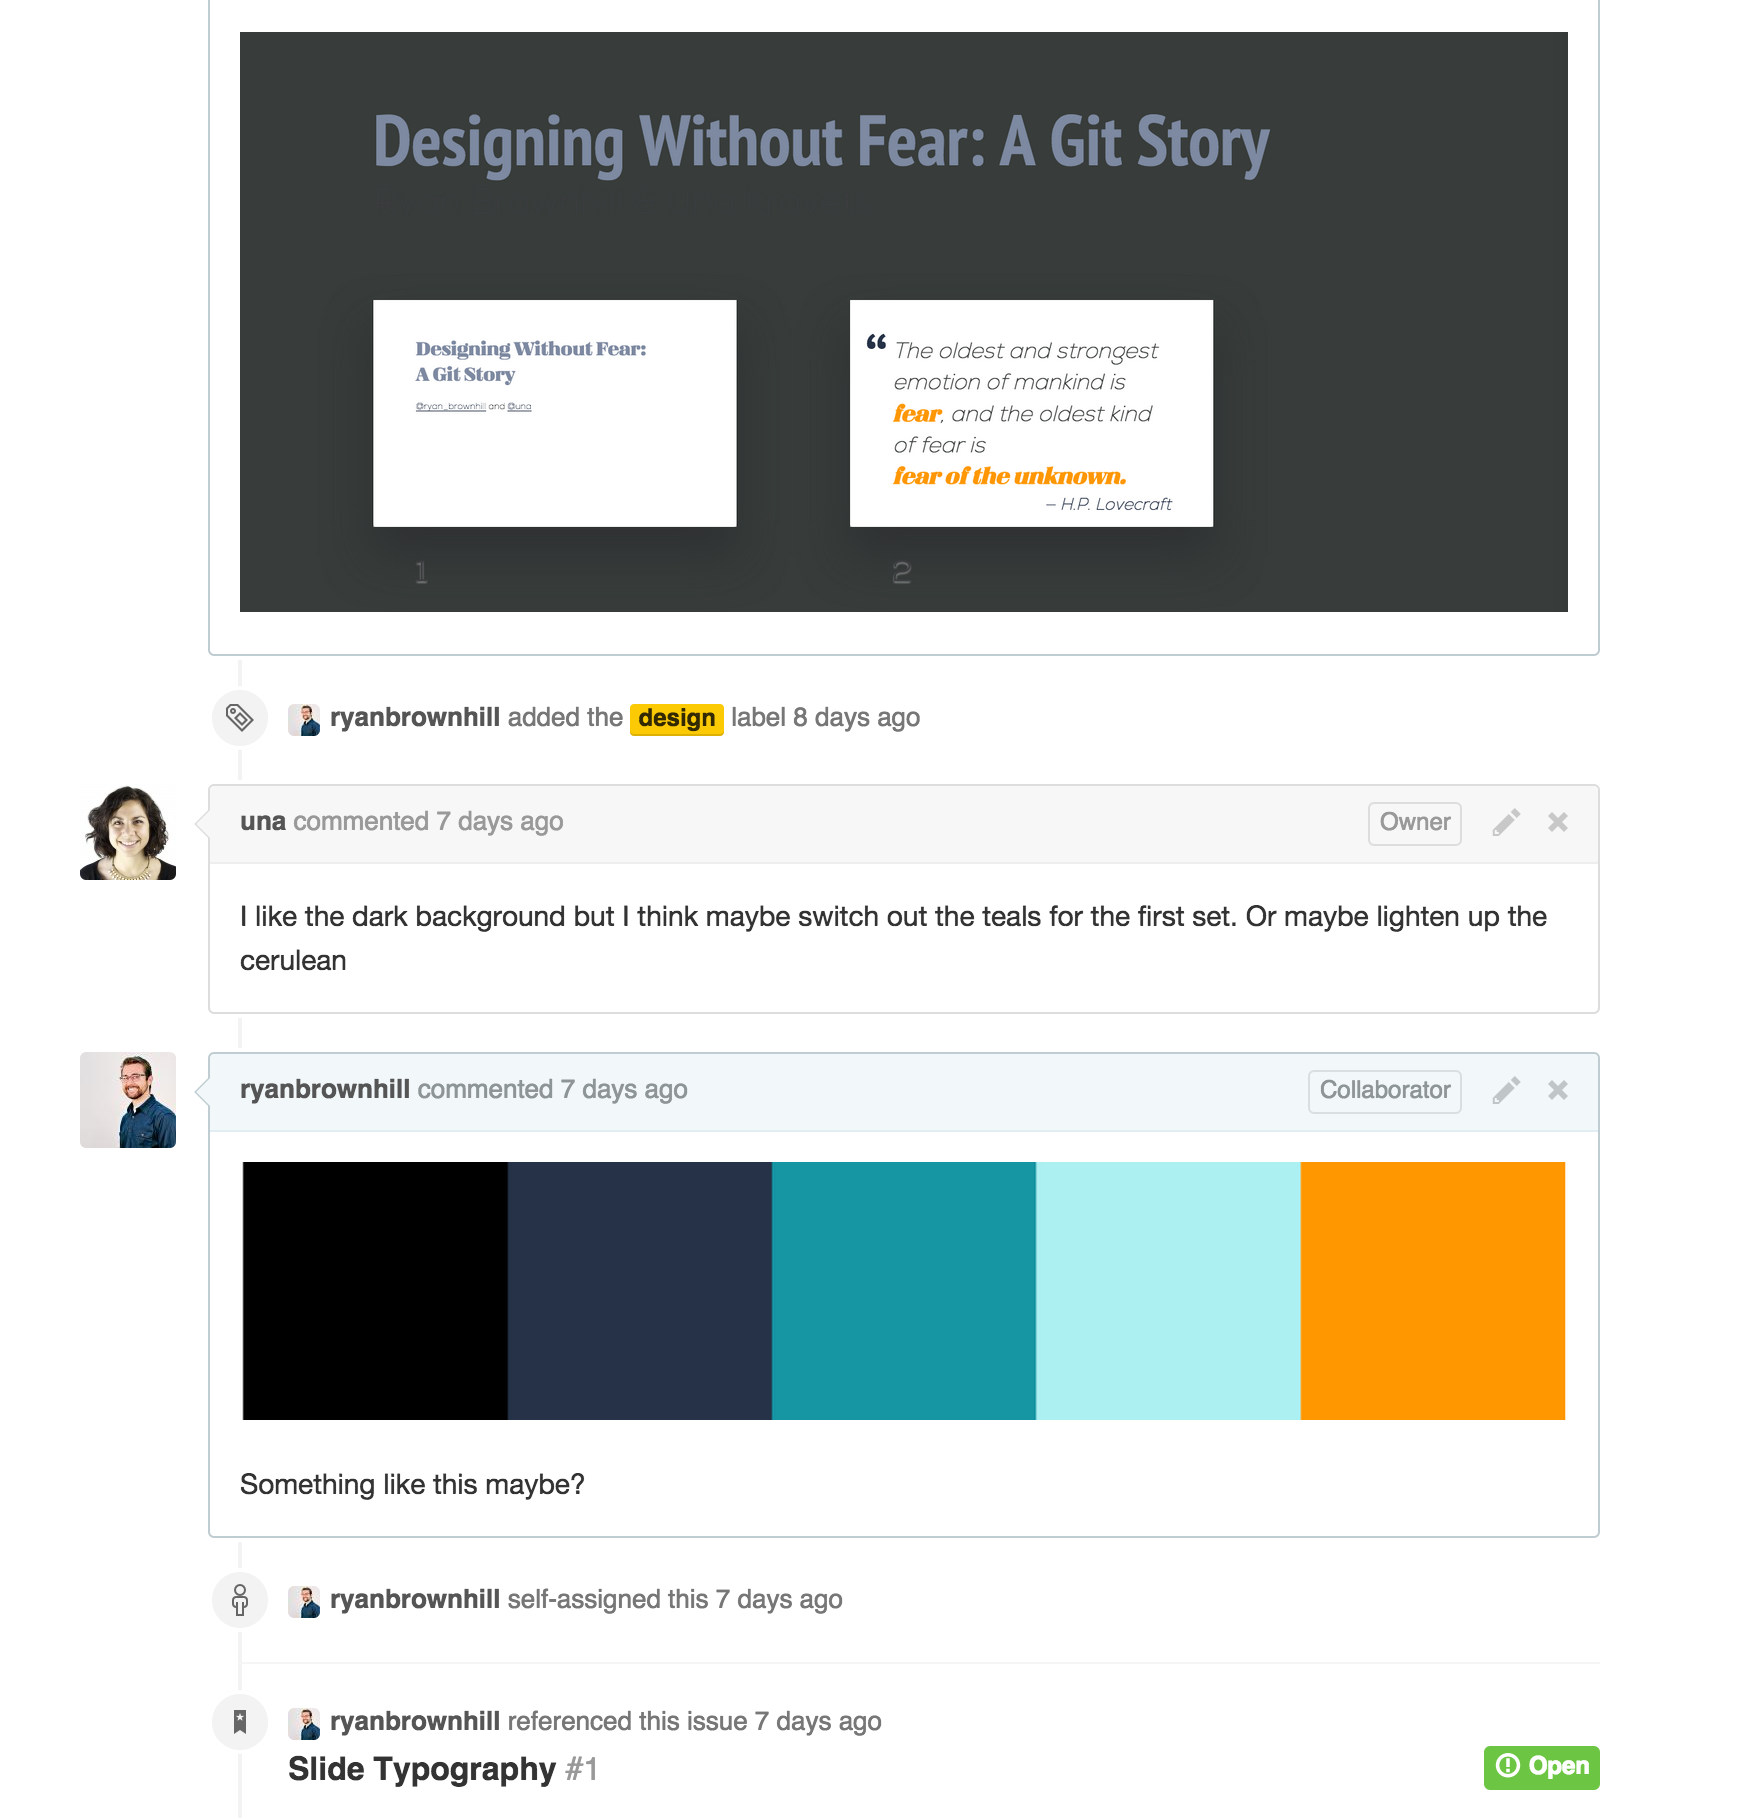 Designing Without Fear: A Git Story
Designing Without Fear:
A Git Story
@ryan_brownhill and @una
“ The oldest and strongest
emotion of mankind is
fear, and the oldest kind
of fear is
fear of the unknown.
– H.P. Lovecraft
1
2
ryanbrownhill added the design label 8 days ago
una commented 7 days ago
Owner
I like the dark background but I think maybe switch out the teals for the first set. Or maybe lighten up the
cerulean
ryanbrownhill commented 7 days ago
Collaborator
Something like this maybe?
ryanbrownhill self-assigned this 7 days ago
ryanbrownhill referenced this issue 7 days ago
Slide Typography #1
Open